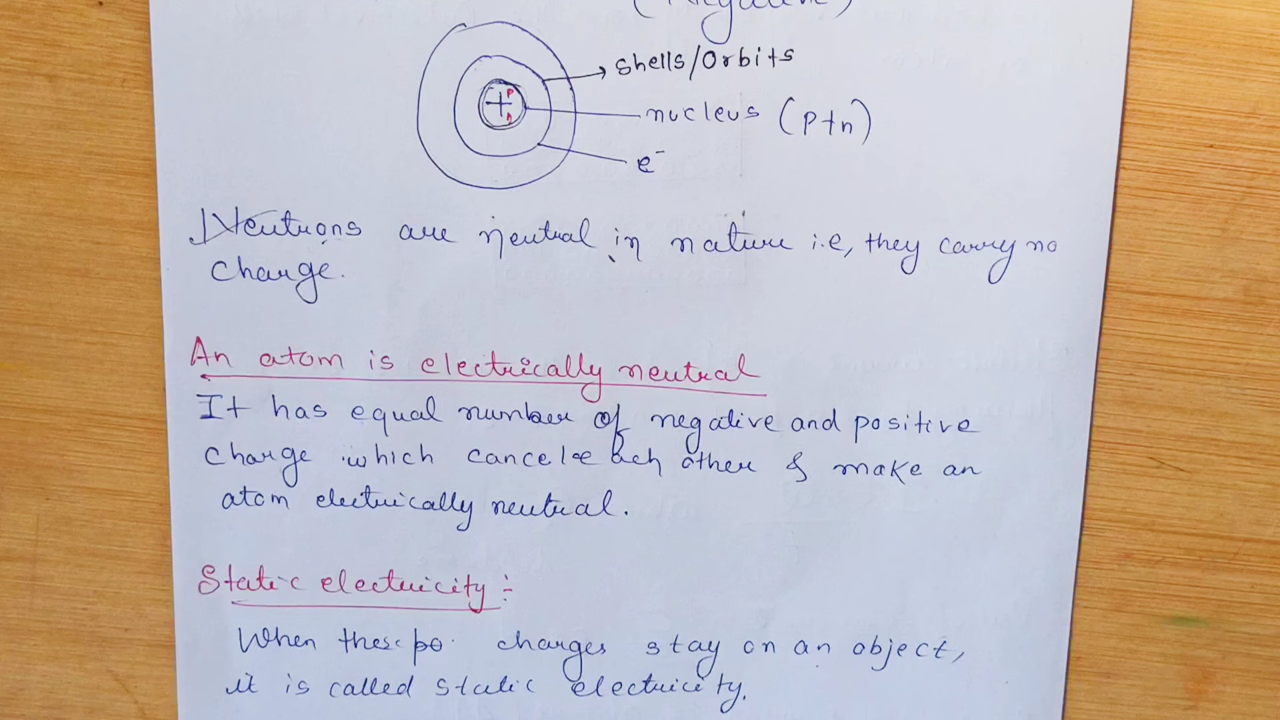 (Negative)
shells/Orbits
P
n
nucleus (p+n)
e⁻
Neutrons are neutral in nature i.e, they carry no
charge.
An atom is electrically neutral
It has equal number of negative and positive
charge which cancel each other & make an
atom electrically neutral.
Static electricity :-
When these charges stay on an object,
it is called static electricity.